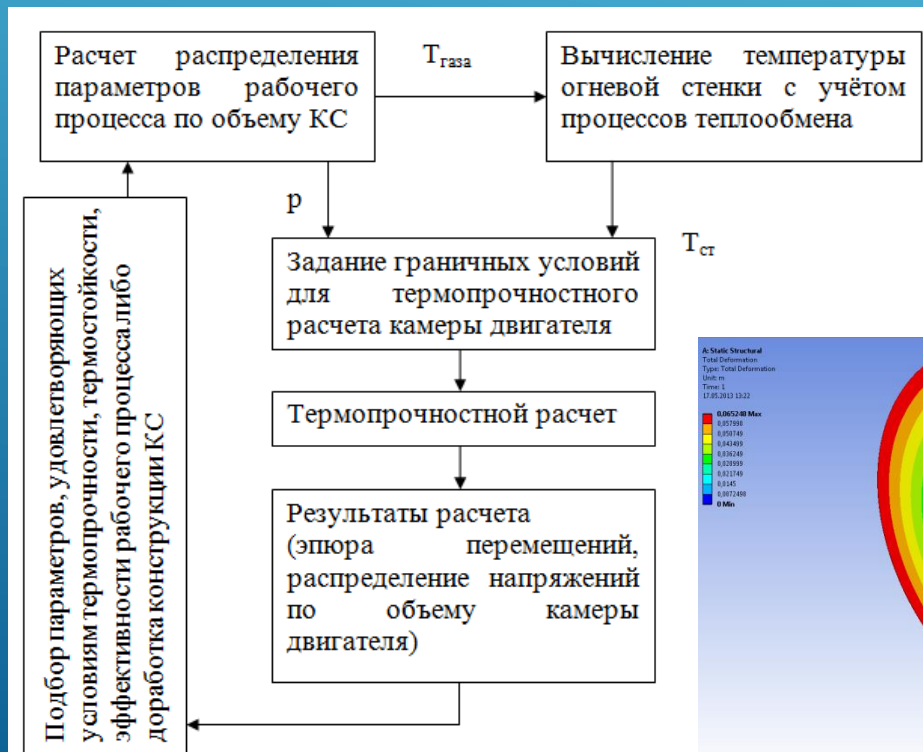 Расчет распределения
параметров рабочего
процесса по объему КС
Tгаза
Вычисление температуры
огневой стенки с учётом
процессов теплообмена
p
Tст
Задание граничных условий
для термопрочностного
расчета камеры двигателя
Термопрочностной расчет
Результаты расчета
(эпюра перемещений,
распределение напряжений
по объему камеры
двигателя)
Подбор параметров, удовлетворяющих
условиям термопрочности, термостойкости,
эффективности рабочего процесса либо
доработка конструкции КС
A: Static Structural
Total Deformation
Type: Total Deformation
Unit: m
Time: 1
17.05.2013 13:22
0,065248 Max
0,057998
0,050749
0,043499
0,036249
0,028999
0,021749
0,0145
0,0072498
0 Min